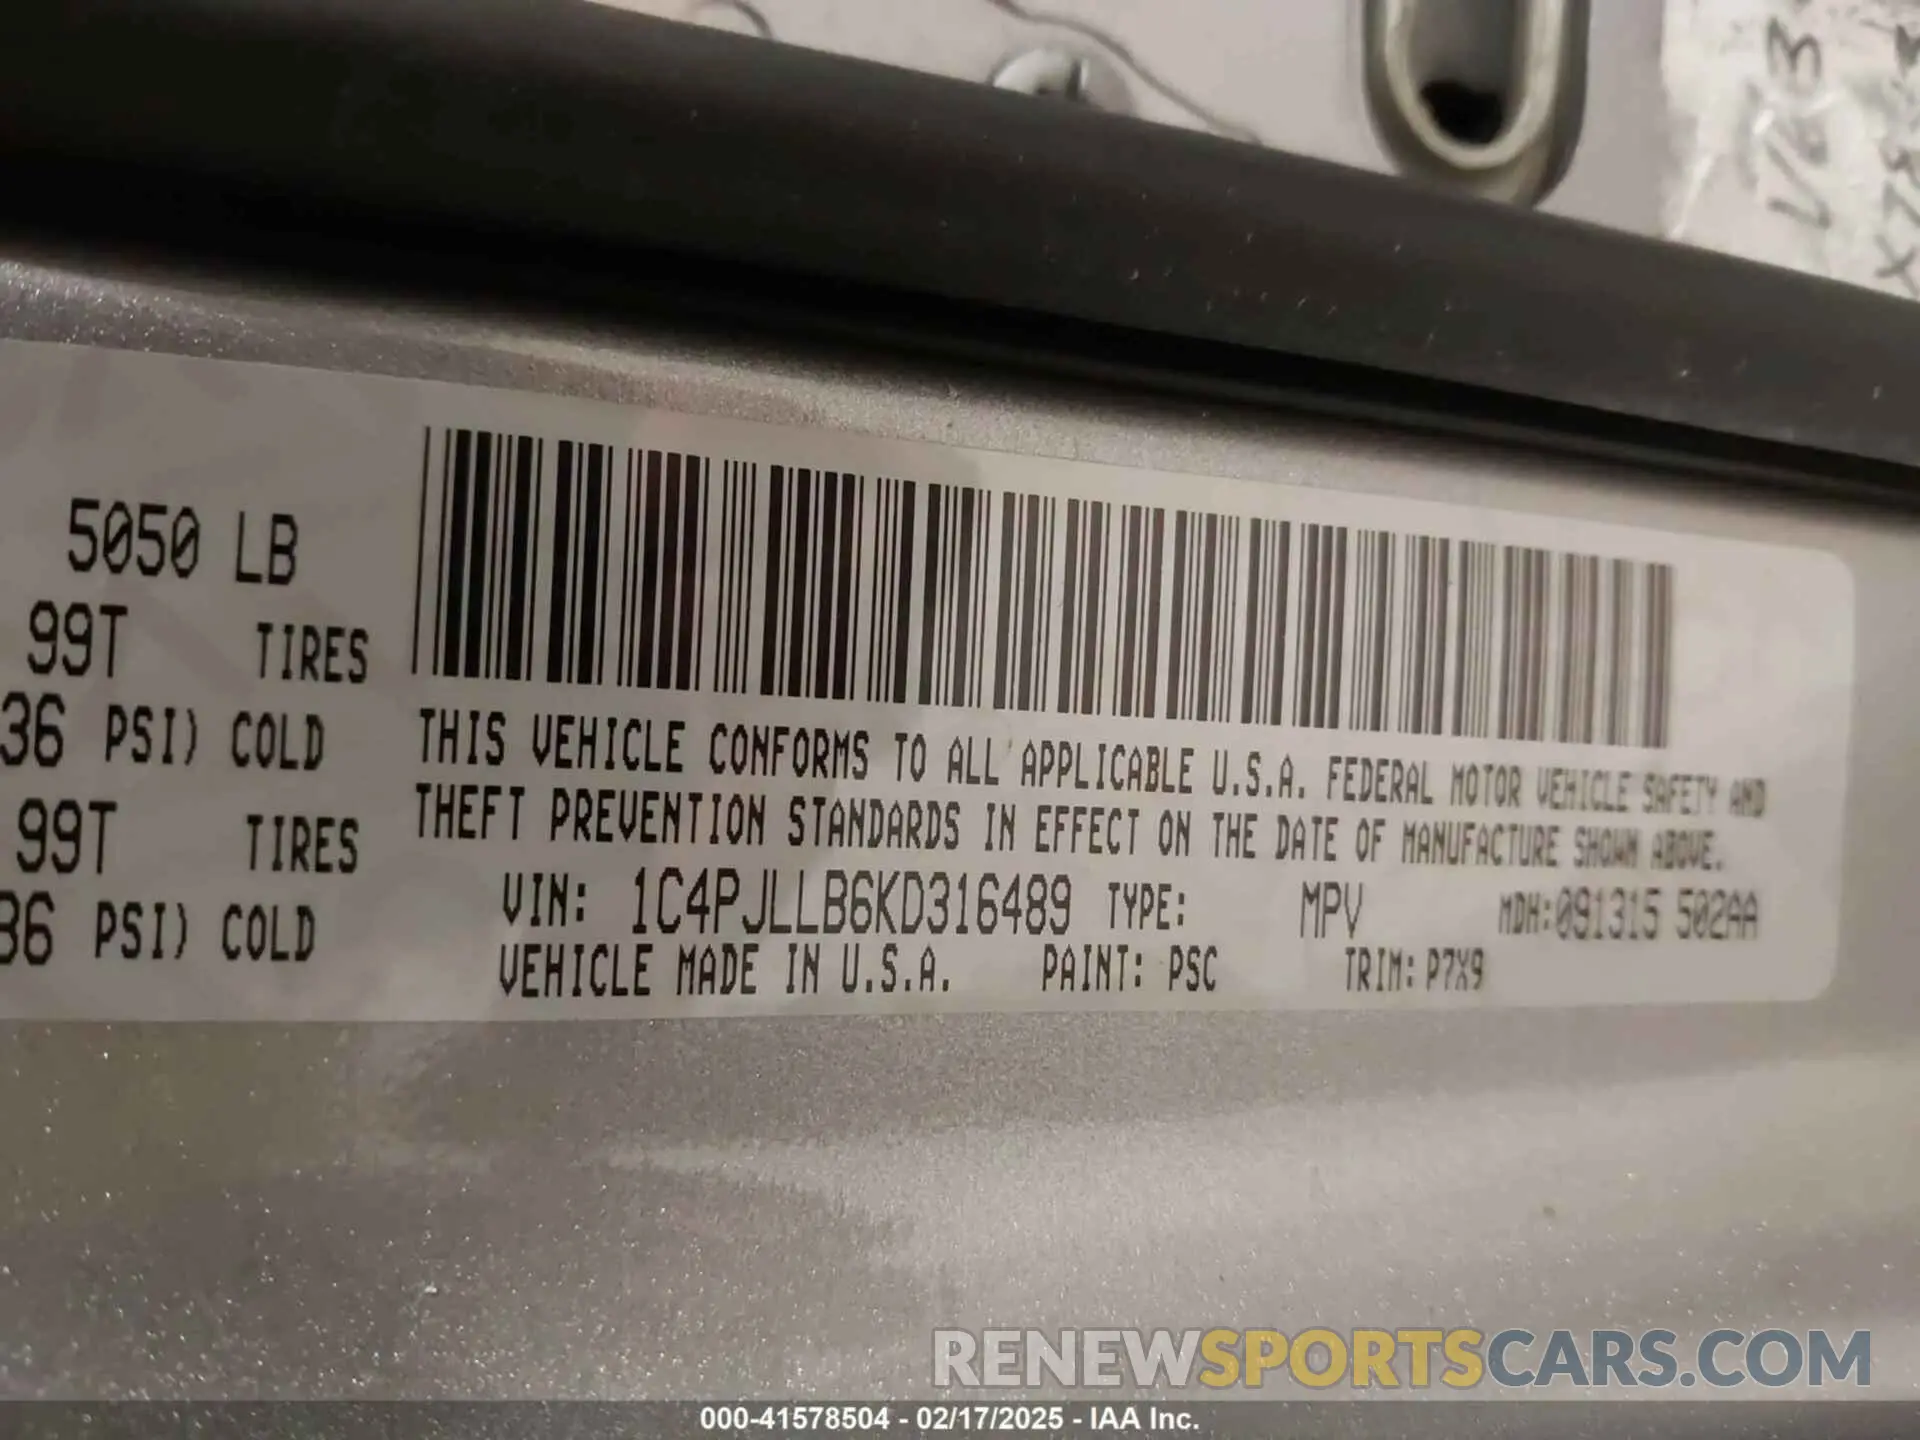 V63
5050 LB
99T TIRES
36 PSI) COLD
99T TIRES
36 PSI) COLD
THIS VEHICLE CONFORMS TO ALL APPLICABLE U.S.A. FEDERAL MOTOR VEHICLE SAFETY AND
THEFT PREVENTION STANDARDS IN EFFECT ON THE DATE OF MANUFACTURE SHOWN ABOVE.
VIN: 1C4PJLLB6KD316489 TYPE: MPV MDH:091315 502AA
VEHICLE MADE IN U.S.A. PAINT: PSC TRIM: P7X9
RENEWSPORTSCARS.COM
000-41578504 - 02/17/2025 - IAA Inc.